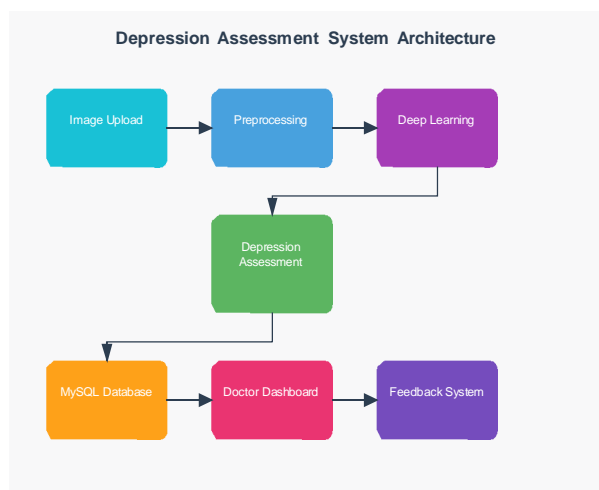 Depression Assessment System Architecture
Image Upload
Preprocessing
Deep Learning
Depression
Assessment
MySQL Database
Doctor Dashboard
Feedback System